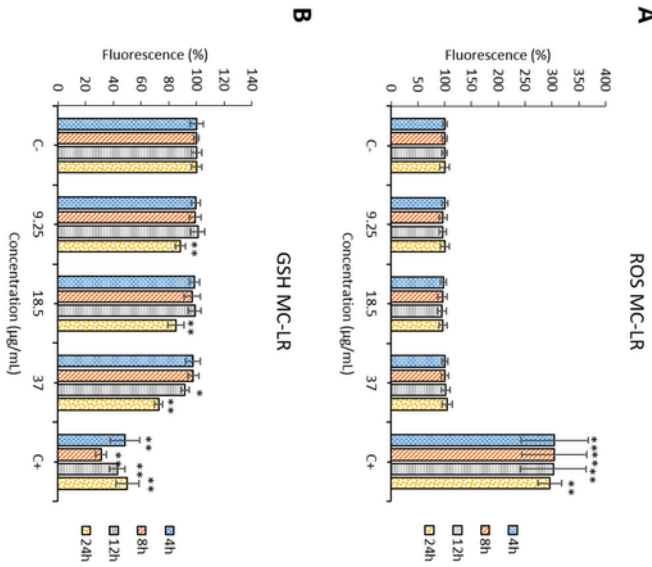 A
ROS MC-LR
Fluorescence (%)
400
350
300
250
200
150
100
50
0
C-
9.25
18.5
37
C+
Concentration (µg/mL)
** ** ** **
4h
8h
12h
24h
B
GSH MC-LR
Fluorescence (%)
140
120
100
80
60
40
20
0
C-
9.25
18.5
37
C+
Concentration (µg/mL)
**
**
*
**
**
**
**
**
4h
8h
12h
24h